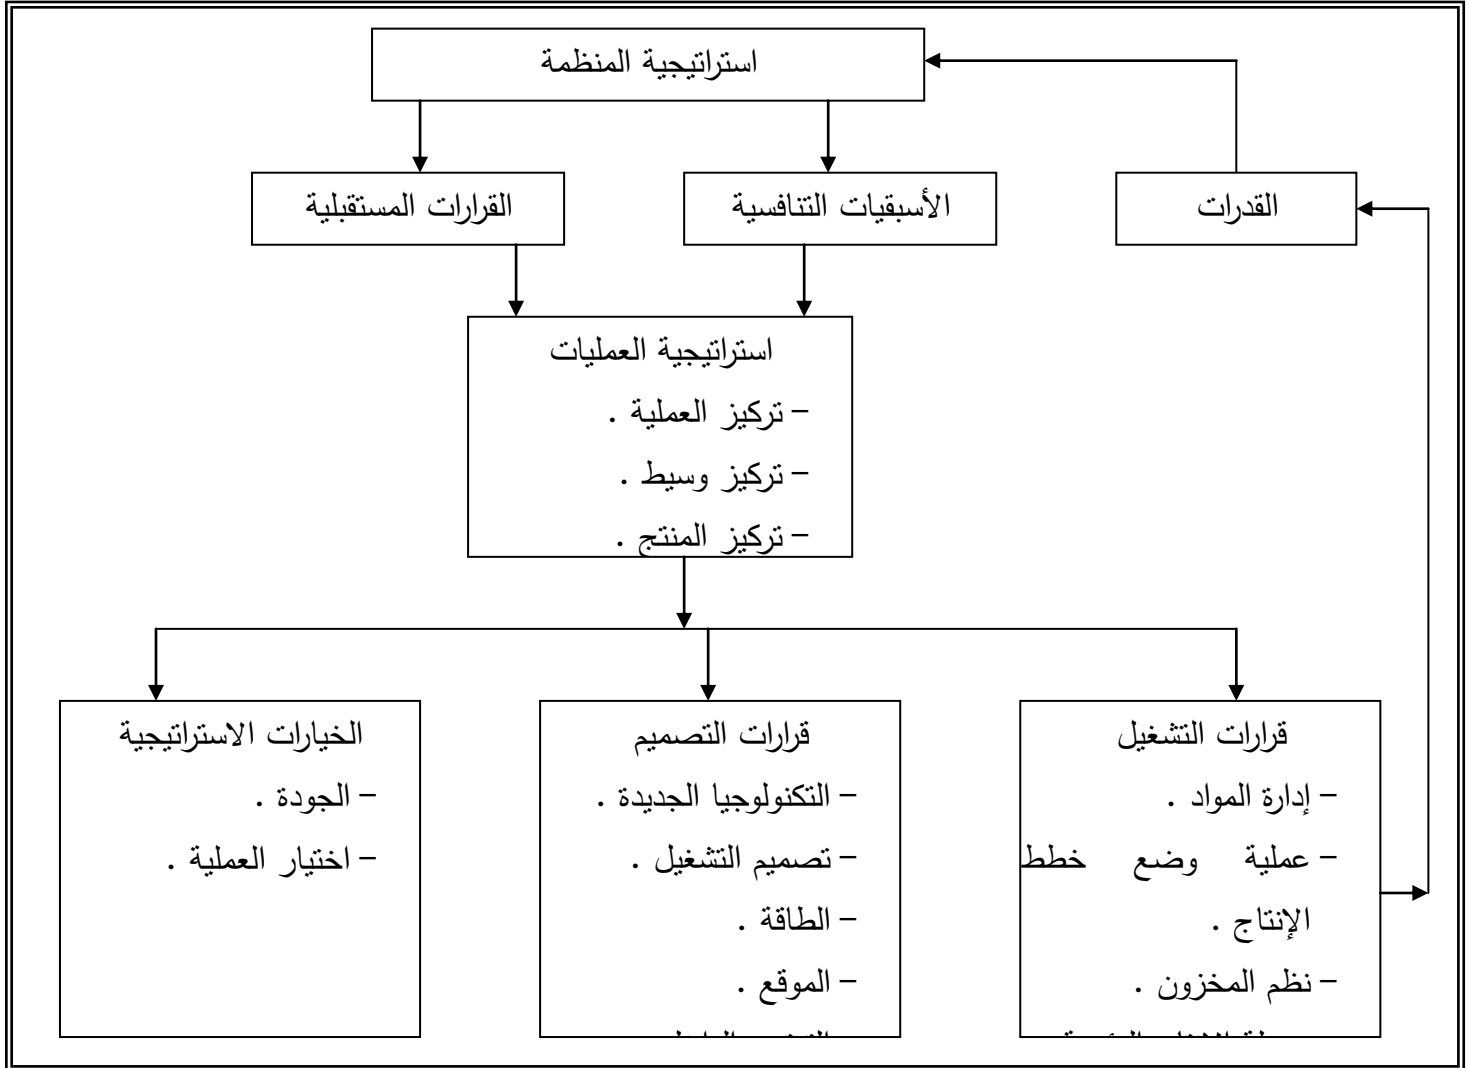 استراتيجية المنظمة
القدرات
الأسبقيات التنافسية
القرارات المستقبلية
استراتيجية العمليات
- تركيز العملية .
- تركيز وسيط .
- تركيز المنتج .
قرارات التشغيل
- إدارة المواد .
- عملية وضع خطط
الإنتاج .
- نظم المخزون .
قرارات التصميم
- التكنولوجيا الجديدة .
- تصميم التشغيل .
- الطاقة .
- الموقع .
الخيارات الاستراتيجية
- الجودة .
- اختيار العملية .